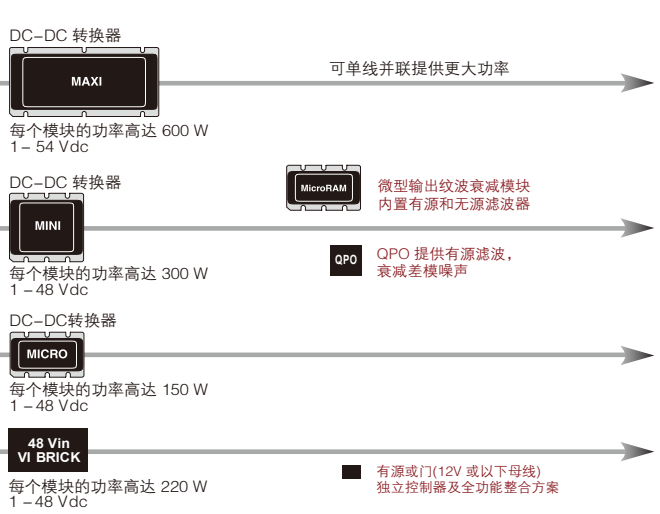 DC-DC 转换器
MAXI
可单线并联提供更大功率
每个模块的功率高达 600 W
1 – 54 Vdc
DC-DC 转换器
MINI
MicroRAM
微型输出纹波衰减模块
内置有源和无源滤波器
QPO
QPO 提供有源滤波，
衰减差模噪声
每个模块的功率高达 300 W
1 – 48 Vdc
DC-DC转换器
MICRO
每个模块的功率高达 150 W
1 – 48 Vdc
48 Vin
VI BRICK
每个模块的功率高达 220 W
1 – 48 Vdc
有源或门(12V 或以下母线)
独立控制器及全功能整合方案